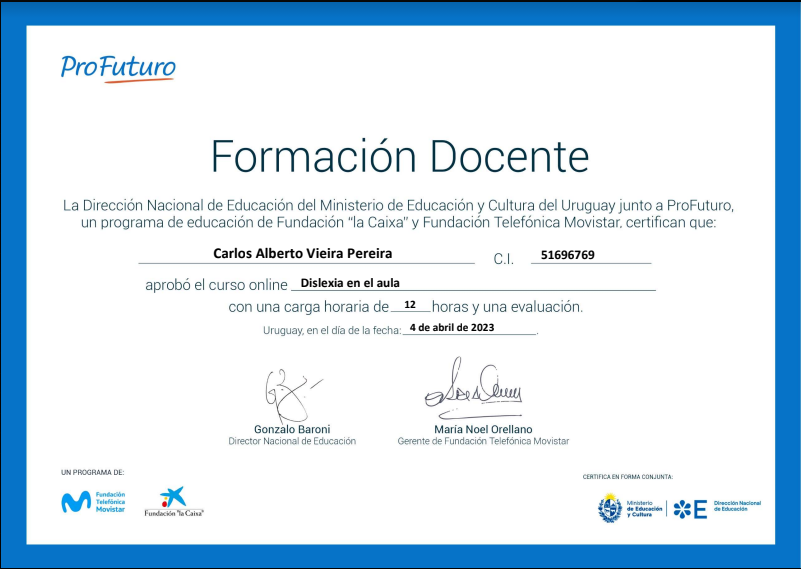 ProFuturo
Formación Docente
La Dirección Nacional de Educación del Ministerio de Educación y Cultura del Uruguay junto a ProFuturo,
un programa de educación de Fundación "la Caixa" y Fundación Telefónica Movistar, certifican que:
Carlos Alberto Vieira Pereira C.I. 51696769
aprobó el curso online Dislexia en el aula
con una carga horaria de 12 horas y una evaluación.
Uruguay, en el día de la fecha: 4 de abril de 2023.
Gonzalo Baroni
Director Nacional de Educación
María Noel Orellano
Gerente de Fundación Telefónica Movistar
UN PROGRAMA DE:
Fundación
Telefónica
Movistar
Fundación "la Caixa"
CERTIFICA EN FORMA CONJUNTA:
Ministerio
de Educación
y Cultura
E
Dirección Nacional
de Educación